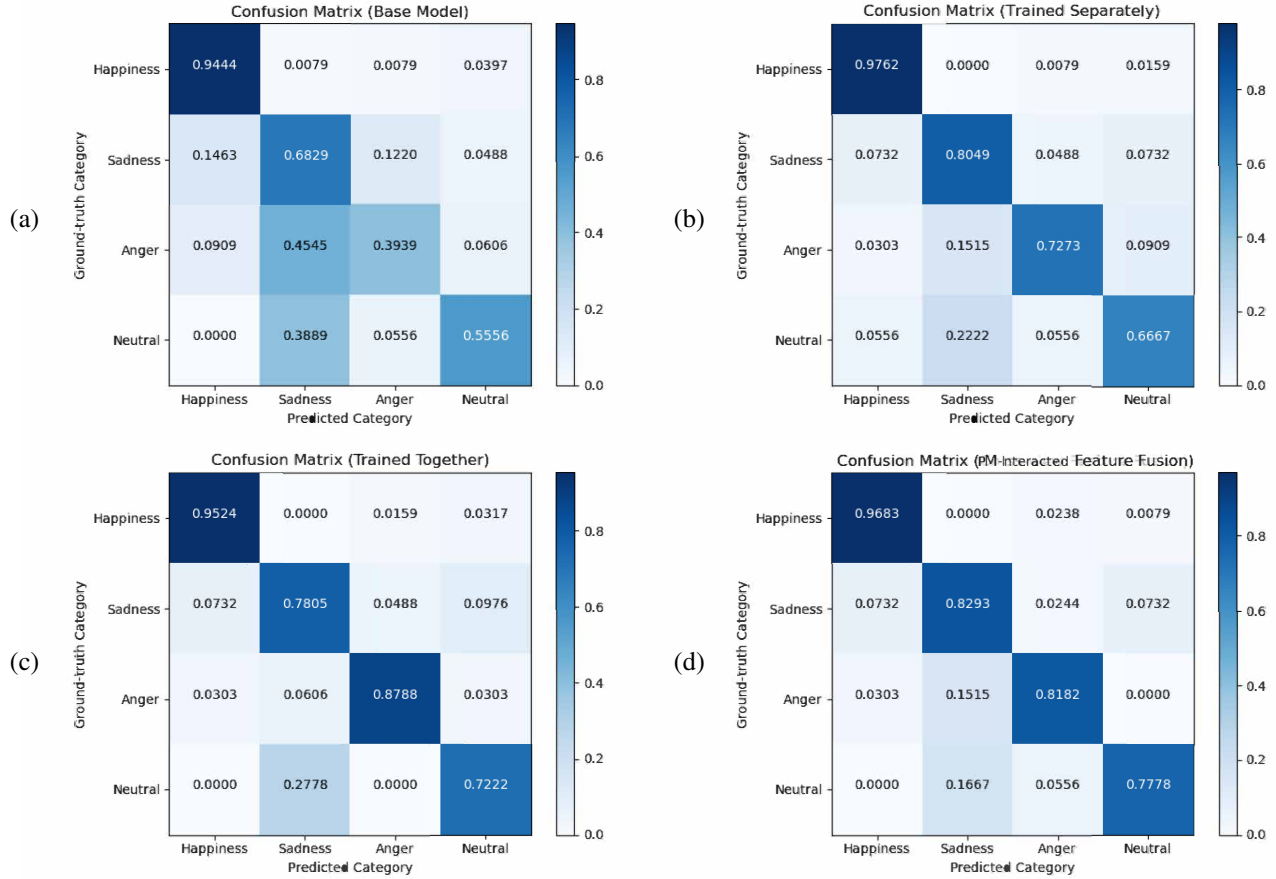 Confusion Matrix (Base Model)
(a)
Ground-truth Category
Happiness 0.9444 0.0079 0.0079 0.0397
Sadness 0.1463 0.6829 0.1220 0.0488
Anger 0.0909 0.4545 0.3939 0.0606
Neutral 0.0000 0.3889 0.0556 0.5556
Happiness Sadness Anger Neutral
Predicted Category
0.8
0.6
0.4
0.2
0.0
Confusion Matrix (Trained Separately)
(b)
Ground-truth Category
Happiness 0.9762 0.0000 0.0079 0.0159
Sadness 0.0732 0.8049 0.0488 0.0732
Anger 0.0303 0.1515 0.7273 0.0909
Neutral 0.0556 0.2222 0.0556 0.6667
Happiness Sadness Anger Neutral
Predicted Category
0.8
0.6
0.4
0.2
0.0
Confusion Matrix (Trained Together)
(c)
Ground-truth Category
Happiness 0.9524 0.0000 0.0159 0.0317
Sadness 0.0732 0.7805 0.0488 0.0976
Anger 0.0303 0.0606 0.8788 0.0303
Neutral 0.0000 0.2778 0.0000 0.7222
Happiness Sadness Anger Neutral
Predicted Category
0.8
0.6
0.4
0.2
0.0
Confusion Matrix (PM-Interacted Feature Fusion)
(d)
Ground-truth Category
Happiness 0.9683 0.0000 0.0238 0.0079
Sadness 0.0732 0.8293 0.0244 0.0732
Anger 0.0303 0.1515 0.8182 0.0000
Neutral 0.0000 0.1667 0.0556 0.7778
Happiness Sadness Anger Neutral
Predicted Category
0.8
0.6
0.4
0.2
0.0